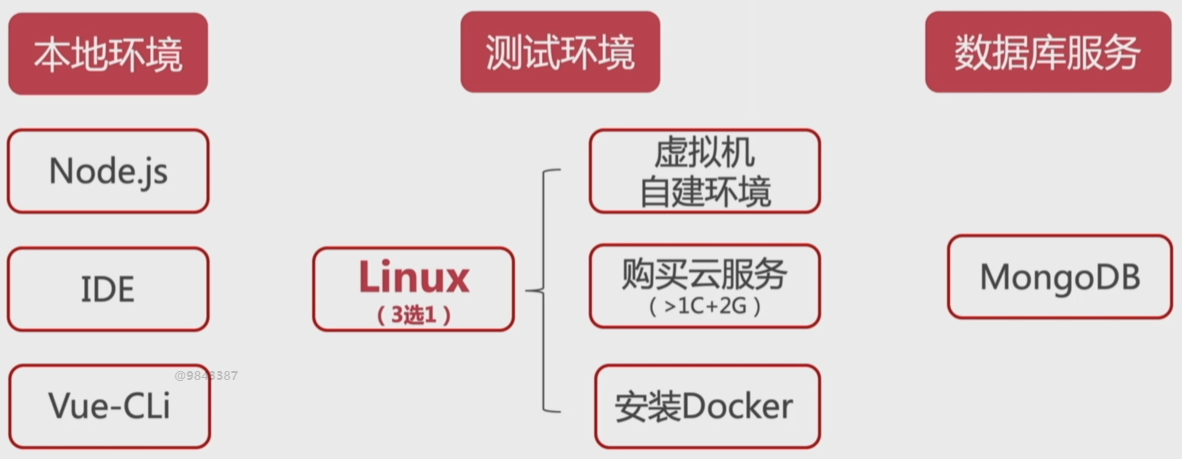 本地环境
测试环境
数据库服务
Node.js
IDE
Vue-CLi
Linux
（3选1）
虚拟机
自建环境
购买云服务
（>1C+2G）
安装Docker
MongoDB
@9843387